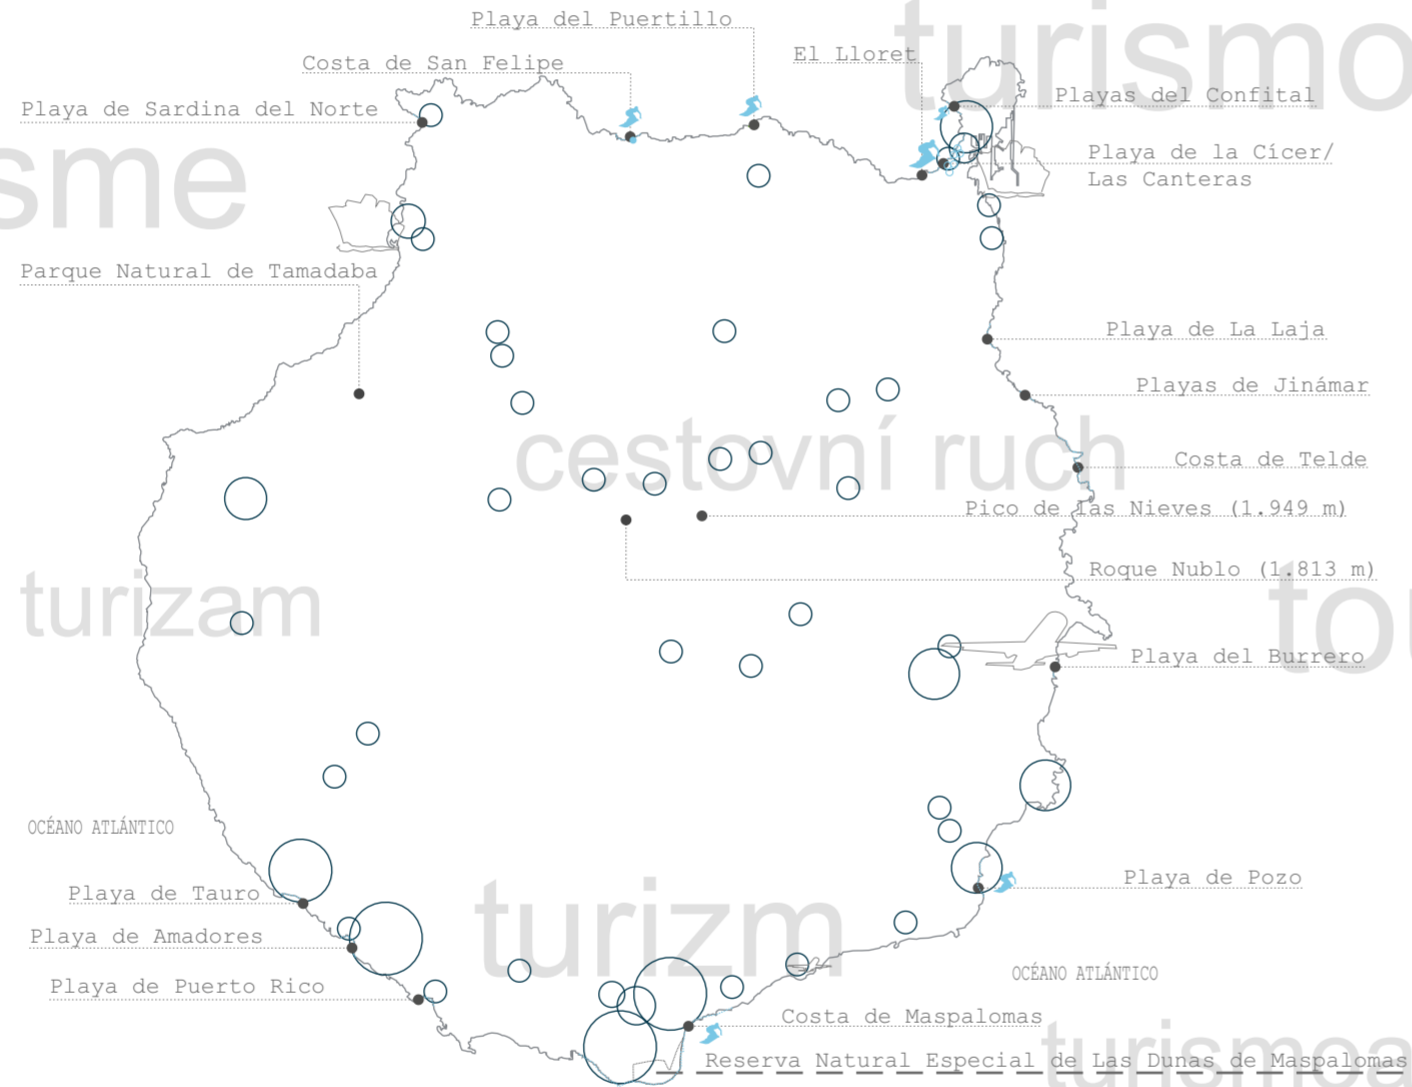 turismo
Playa del Puertillo
Costa de San Felipe
El Lloret
Playa de Sardina del Norte
Playas del Confital
sme
Playa de la Cícer/
Las Canteras
Parque Natural de Tamadaba
Playa de La Laja
Playas de Jinámar
cestovní ruch
Costa de Telde
Pico de las Nieves (1.949 m)
Roque Nublo (1.813 m)
turizam
tou
Playa del Burrero
OCÉANO ATLÁNTICO
Playa de Tauro
Playa de Pozo
turizm
Playa de Amadores
OCÉANO ATLÁNTICO
Playa de Puerto Rico
Costa de Maspalomas
turismoa
Reserva Natural Especial de Las Dunas de Maspalomas